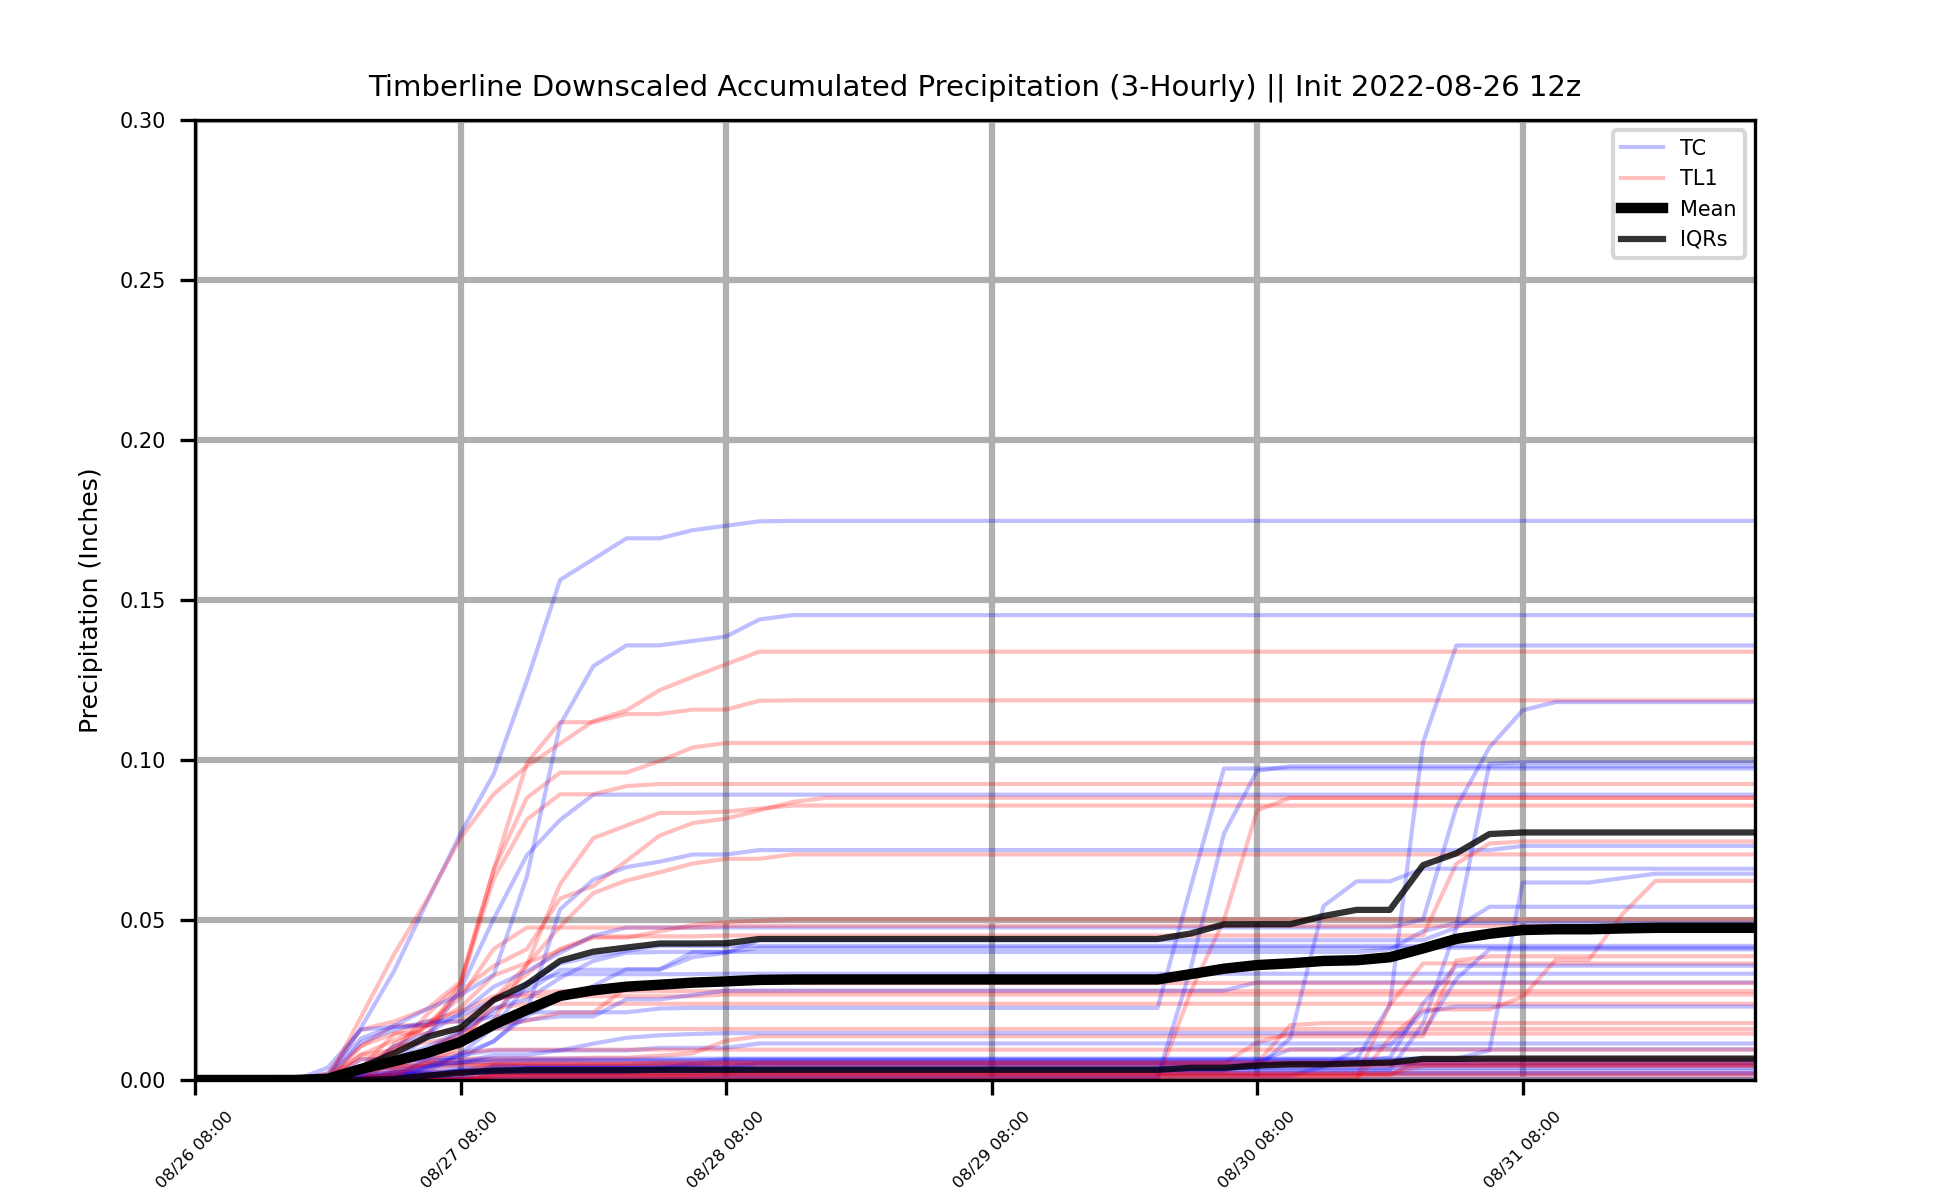 Timberline Downscaled Accumulated Precipitation (3-Hourly) || Init 2022-08-26 12z
TC
TL1
Mean
IQRs
Precipitation (Inches)
0.30
0.25
0.20
0.15
0.10
0.05
0.00
08/26 08:00
08/27 08:00
08/28 08:00
08/29 08:00
08/30 08:00
08/31 08:00